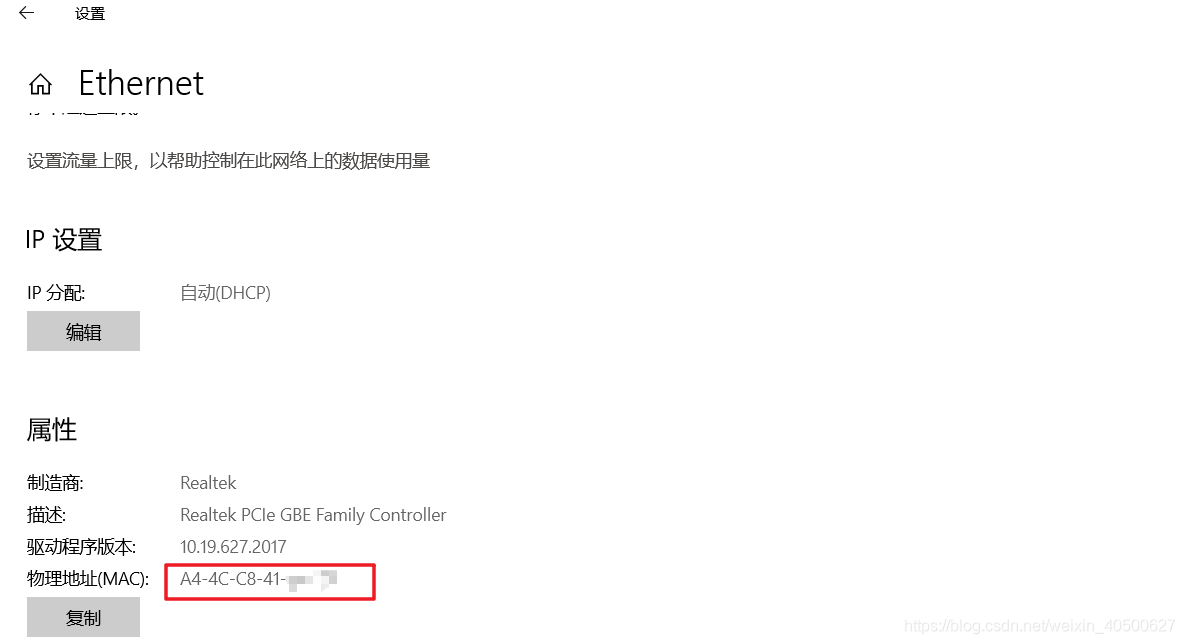 设置
Ethernet
设置流量上限，以帮助控制在此网络上的数据使用量
IP 设置
IP 分配:
自动(DHCP)
编辑
属性
制造商:
Realtek
描述:
Realtek PCIe GBE Family Controller
驱动程序版本:
10.19.627.2017
物理地址(MAC):
A4-4C-C8-41-
复制
https://blog.csdn.net/weixin_40500627